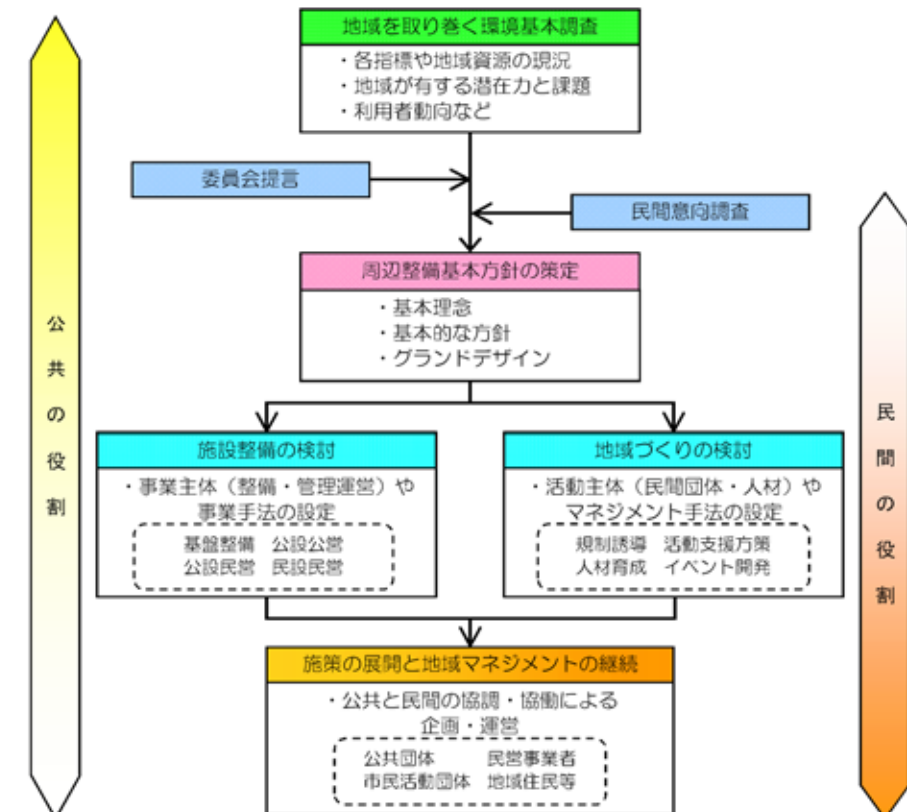 地域を取り巻く環境基本調査
・各指標や地域資源の現況
・地域が有する潜在力と課題
・利用者動向など
委員会提言
民間意向調査
周辺整備基本方針の策定
・基本理念
・基本的な方針
・グランドデザイン
公共の役割
民間の役割
施設整備の検討
・事業主体（整備・管理運営）や
事業手法の設定
基盤整備 公設公営
公設民営 民設民営
地域づくりの検討
・活動主体（民間団体・人材）や
マネジメント手法の設定
規制誘導 活動支援方策
人材育成 イベント開発
施策の展開と地域マネジメントの継続
・公共と民間の協調・協働による
企画・運営
公共団体 民営事業者
市民活動団体 地域住民等